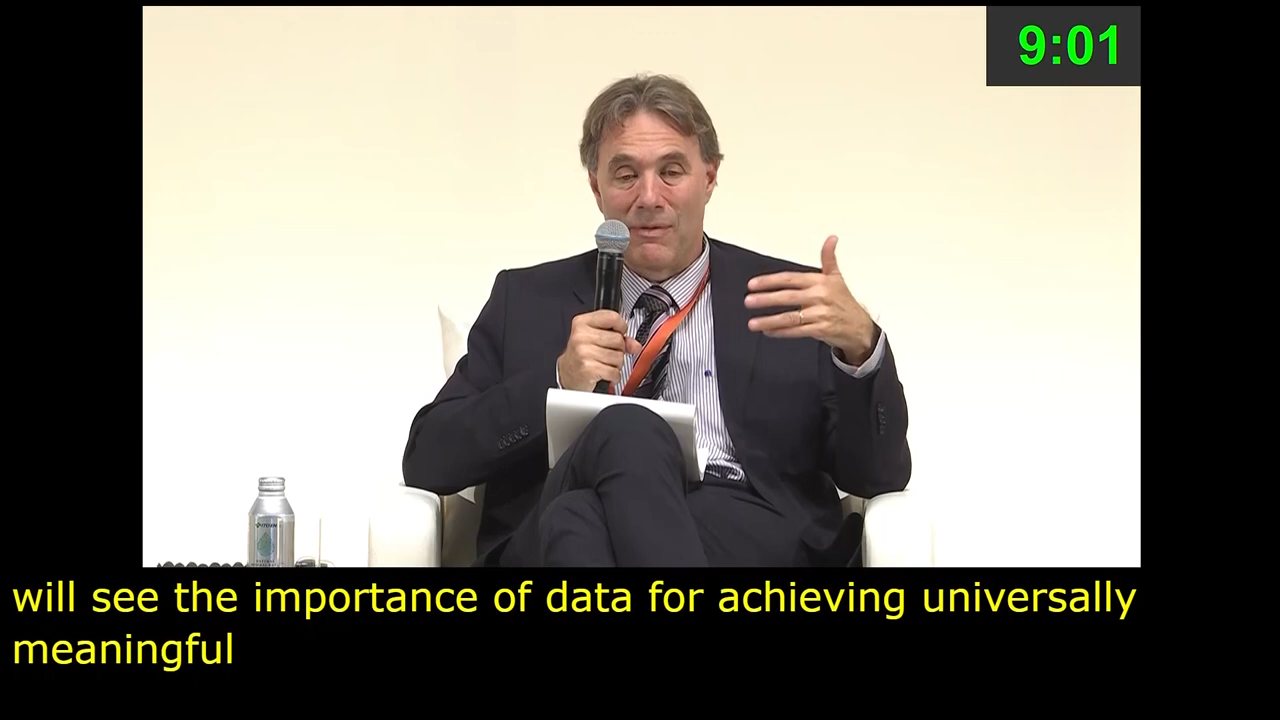 9:01
will see the importance of data for achieving universally
meaningful